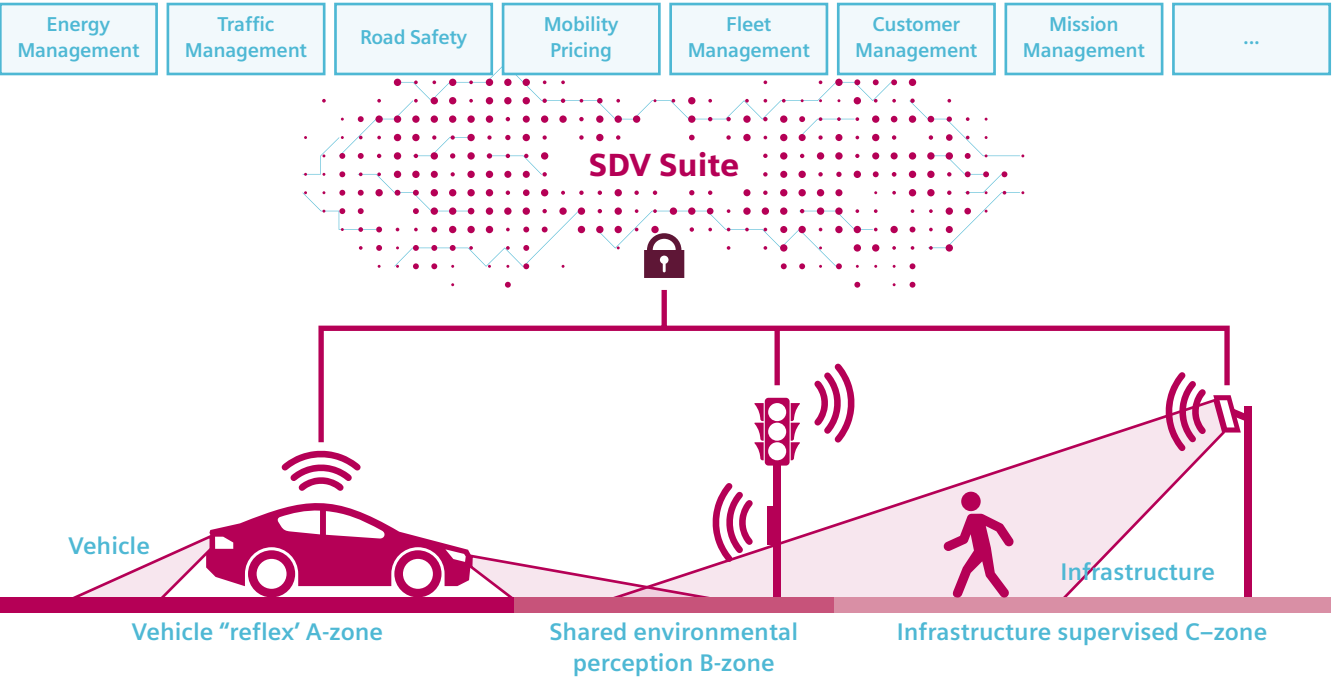 Energy
Management
Traffic
Management
Road Safety
Mobility
Pricing
Fleet
Management
Customer
Management
Mission
Management
...
SDV Suite
Vehicle
Infrastructure
Vehicle “reflex’ A-zone
Shared environmental
perception B-zone
Infrastructure supervised C–zone